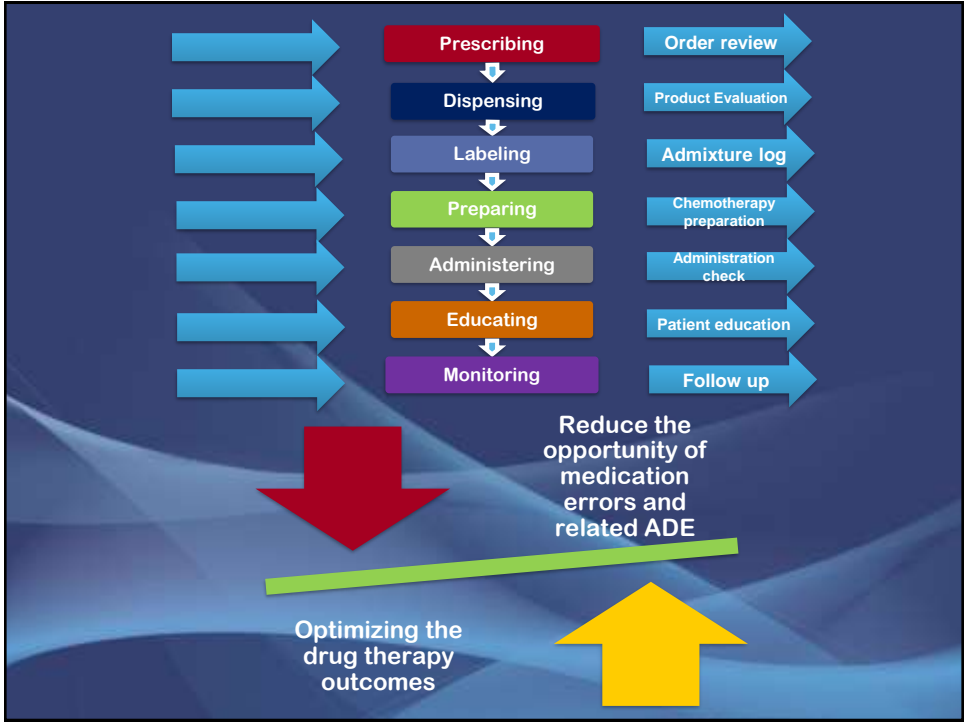 Prescribing
Order review
Dispensing
Product Evaluation
Labeling
Admixture log
Preparing
Chemotherapy
preparation
Administering
Administration
check
Educating
Patient education
Monitoring
Follow up
Reduce the
opportunity of
medication
errors and
related ADE
Optimizing the
drug therapy
outcomes